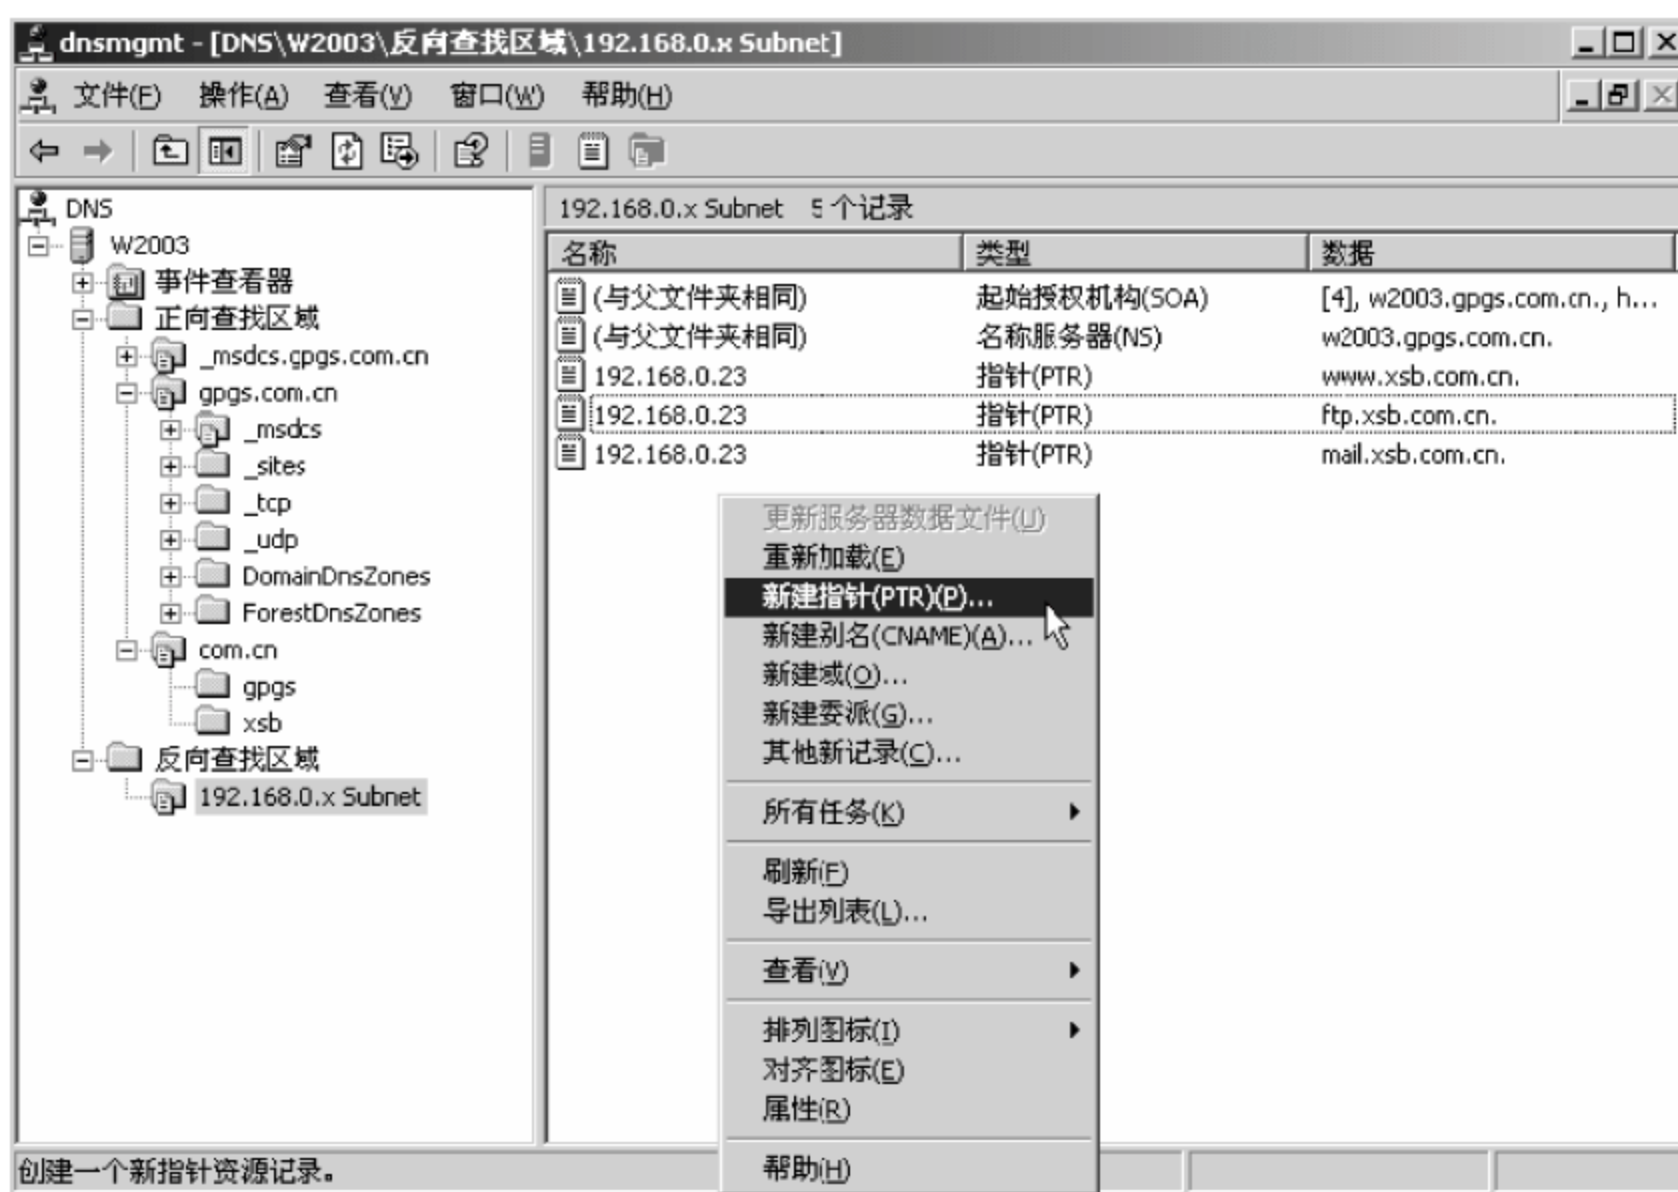 dnsmgmt - [DNS\W2003\反向查找区域\192.168.0.x Subnet]
文件(F) 操作(A) 查看(V) 窗口(W) 帮助(H)
DNS
W2003
事件查看器
正向查找区域
_msdcs.gpgs.com.cn
gpgs.com.cn
_msdcs
_sites
_tcp
_udp
DomainDnsZones
ForestDnsZones
com.cn
gpgs
xsb
反向查找区域
192.168.0.x Subnet
192.168.0.x Subnet 5 个记录
名称 类型 数据
(与父文件夹相同) 起始授权机构(SOA) [4], w2003.gpgs.com.cn., h...
(与父文件夹相同) 名称服务器(NS) w2003.gpgs.com.cn.
192.168.0.23 指针(PTR) www.xsb.com.cn.
192.168.0.23 指针(PTR) ftp.xsb.com.cn.
192.168.0.23 指针(PTR) mail.xsb.com.cn.
更新服务器数据文件(U)
重新加载(E)
新建指针(PTR)(P)...
新建别名(CNAME)(A)...
新建域(O)...
新建委派(G)...
其他新记录(C)...
所有任务(K)
刷新(F)
导出列表(L)...
查看(V)
排列图标(I)
对齐图标(E)
属性(R)
帮助(H)
创建一个新指针资源记录。